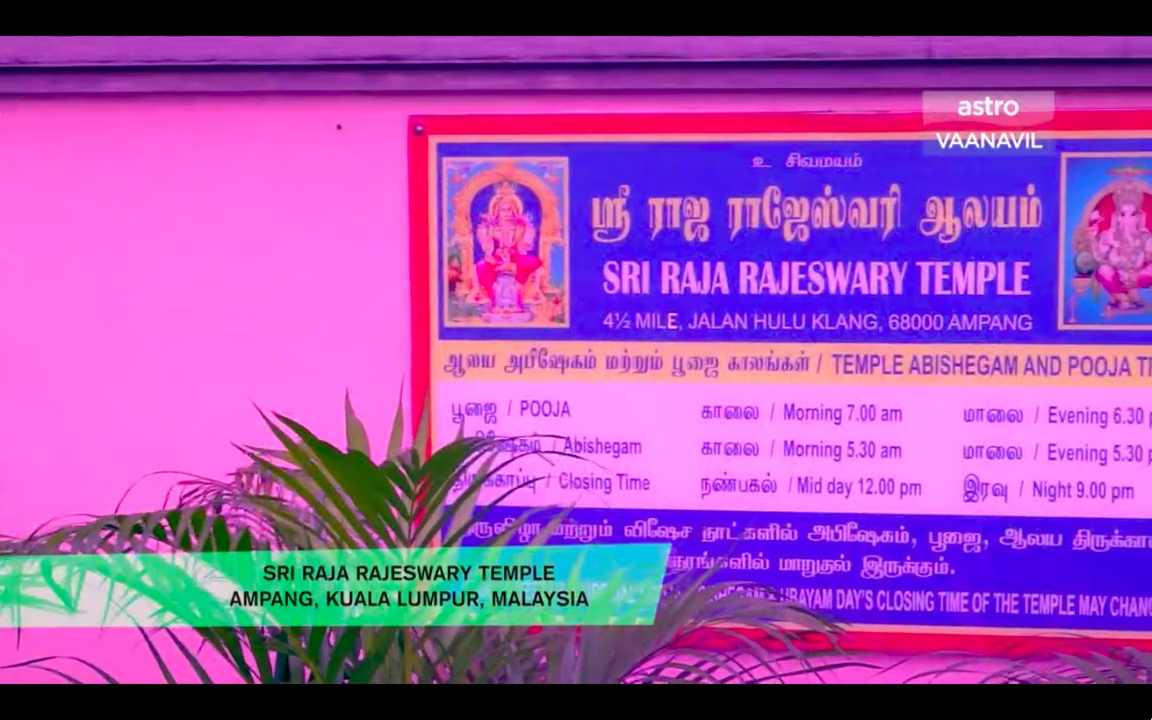 astro
VAANAVIL
உ சிவமயம்
ஸ்ரீ ராஜ ராஜேஸ்வரி ஆலயம்
SRI RAJA RAJESWARY TEMPLE
4½ MILE, JALAN HULU KLANG, 68000 AMPANG
ஆலய அபிஷேகம் மற்றும் பூஜை காலங்கள் / TEMPLE ABISHEGAM AND POOJA
பூஜை / POOJA காலை / Morning 7.00 am மாலை / Evening 6.30
/ Abishegam காலை / Morning 5.30 am மாலை / Evening 5.30
/ Closing Time நண்பகல் / Mid day 12.00 pm இரவு / Night 9.00 pm
மற்றும் விஷேச நாட்களில் அபிஷேகம், பூஜை, ஆலய
மாறுதல் இருக்கும்.
DAY'S CLOSING TIME OF THE TEMPLE MAY
SRI RAJA RAJESWARY TEMPLE
AMPANG, KUALA LUMPUR, MALAYSIA